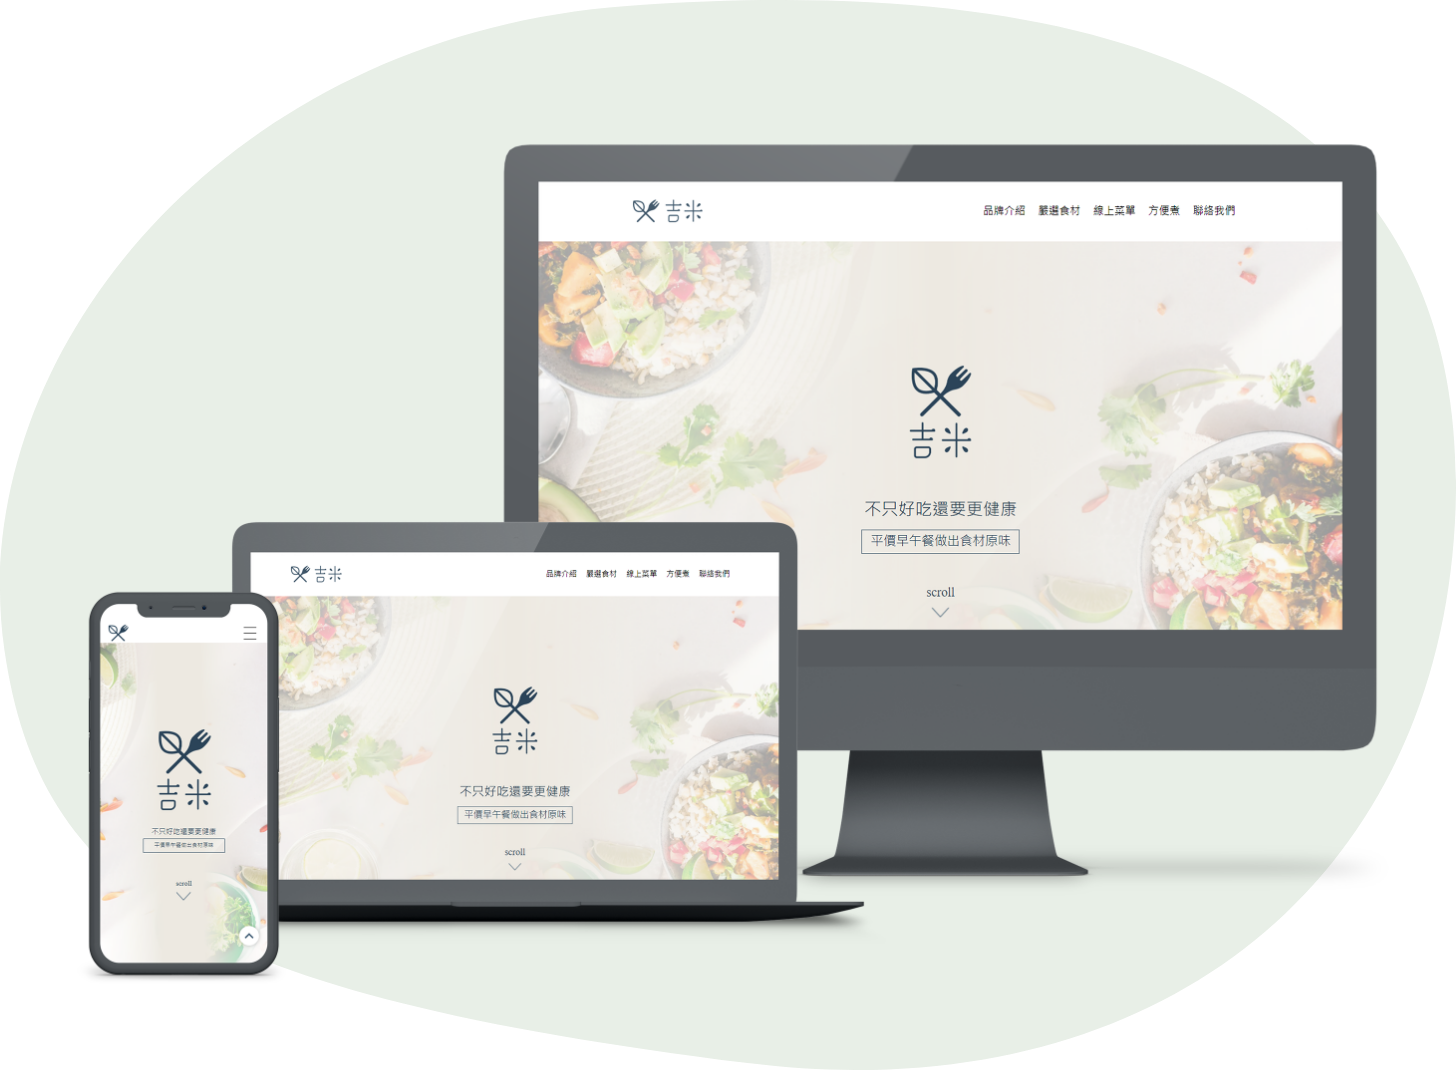 吉米
品牌介紹 嚴選食材 線上菜單 方便煮 聯絡我們
吉米
不只好吃還要更健康
平價早午餐做出食材原味
scroll
吉米
品牌介紹 嚴選食材 線上菜單 方便煮 聯絡我們
吉米
不只好吃還要更健康
平價早午餐做出食材原味
scroll
吉米
不只好吃還要更健康
平價早午餐做出食材原味
scroll